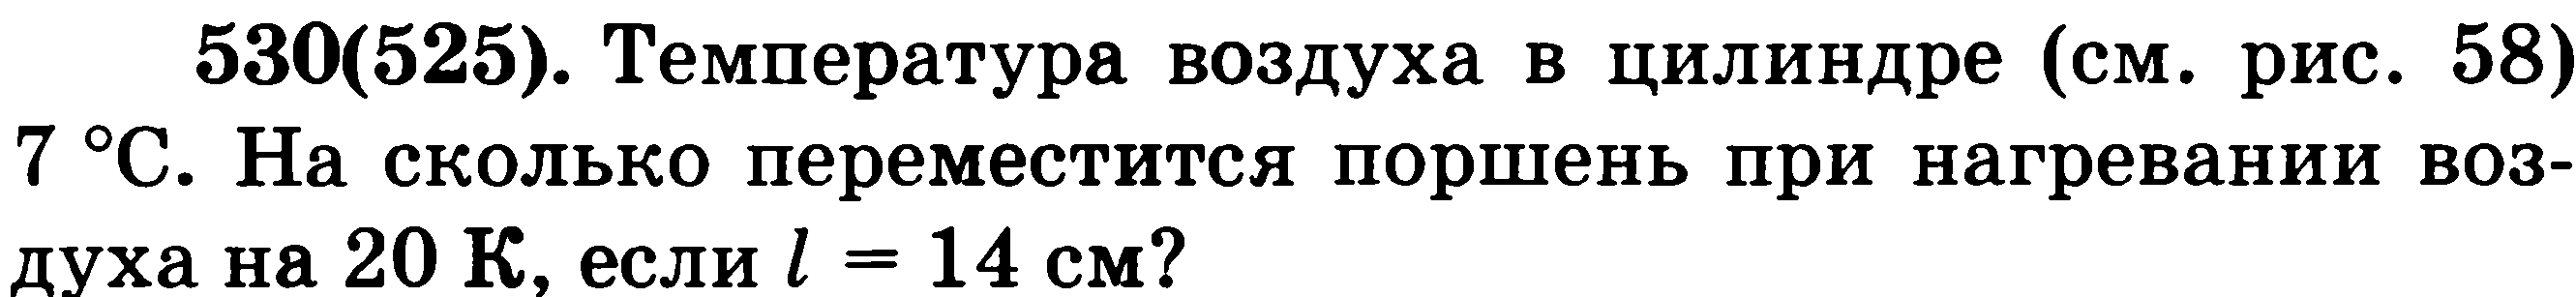 530(525). Температура воздуха в цилиндре (см. рис. 58)
7 °С. На сколько переместится поршень при нагревании воз-
духа на 20 К, если l = 14 см?